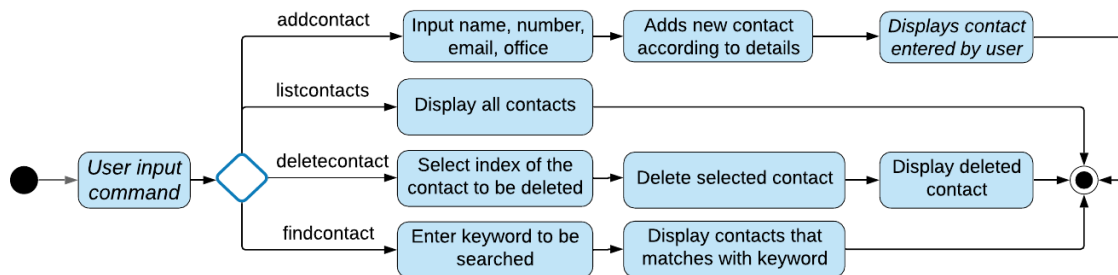 addcontact
Input name, number,
email, office
Adds new contact
according to details
Displays contact
entered by user
listcontacts
Display all contacts
User input
command
deletecontact
Select index of the
contact to be deleted
Delete selected contact
Display deleted
contact
findcontact
Enter keyword to be
searched
Display contacts that
matches with keyword